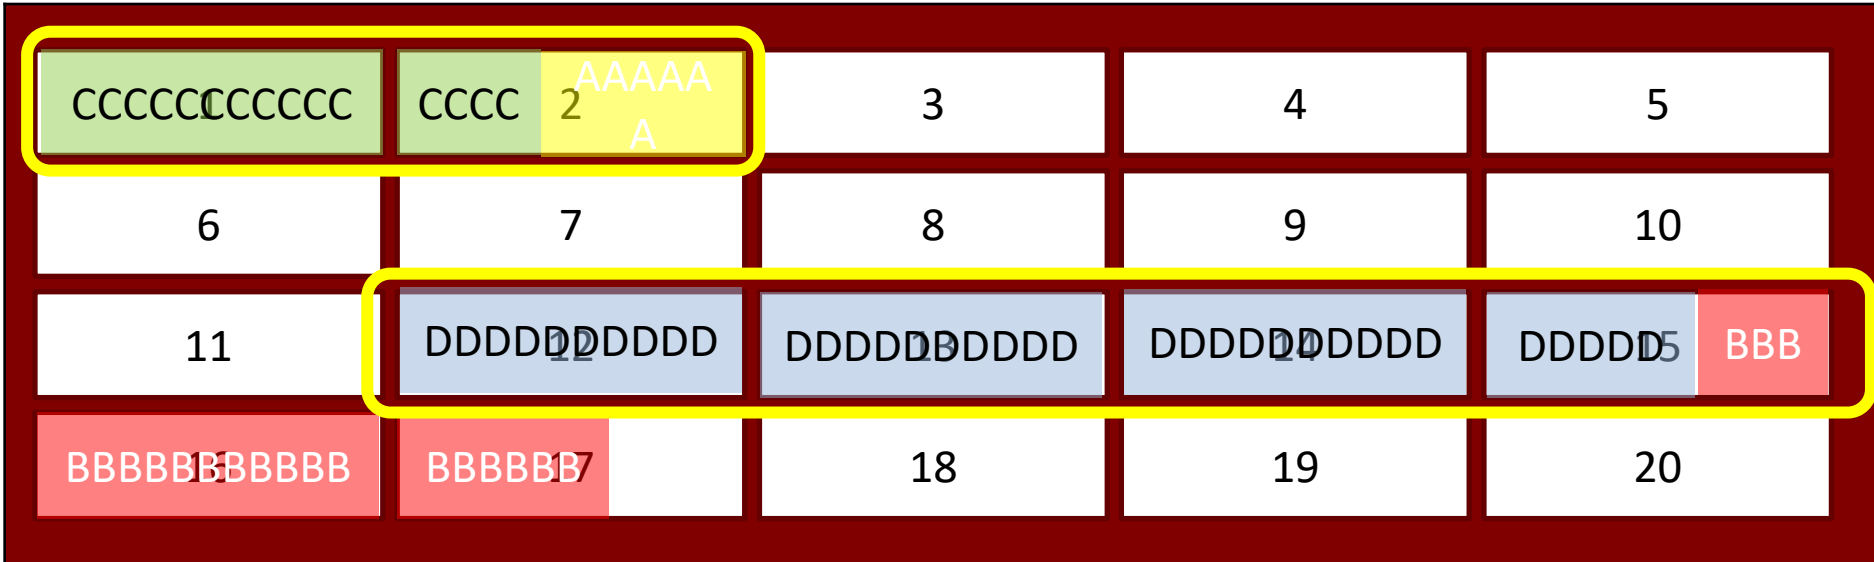 CCCCCCCCCCC 1 CCCC 2 AAAAA
A 3 4 5
6 7 8 9 10
11 DDDDDDDDDD 12 DDDDDDDDDD 13 DDDDDDDDDD 14 DDDDD 15 BBB
BBBBBBBBBBB 16 BBBBBB 17 18 19 20